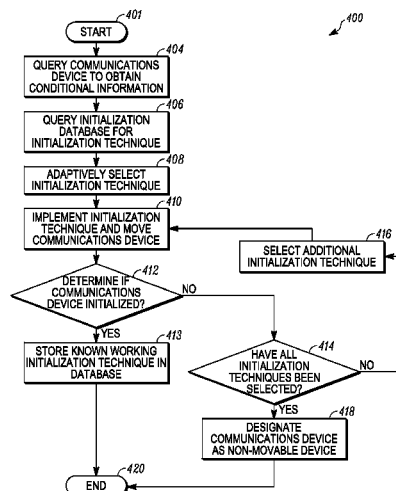 401
400
START
404
QUERY COMMUNICATIONS
DEVICE TO OBTAIN
CONDITIONAL INFORMATION
406
QUERY INITIALIZATION
DATABASE FOR
INITIALIZATION TECHNIQUE
408
ADAPTIVELY SELECT
INITIALIZATION TECHNIQUE
410
IMPLEMENT INITIALIZATION
TECHNIQUE AND MOVE
COMMUNICATIONS DEVICE
416
SELECT ADDITIONAL
INITIALIZATION TECHNIQUE
412
DETERMINE IF
COMMUNICATIONS
DEVICE INITIALIZED?
NO
YES
413
STORE KNOWN WORKING
INITIALIZATION TECHNIQUE IN
DATABASE
414
HAVE ALL
INITIALIZATION
TECHNIQUES BEEN
SELECTED?
NO
YES
418
DESIGNATE
COMMUNICATIONS DEVICE
AS NON-MOVABLE DEVICE
420
END